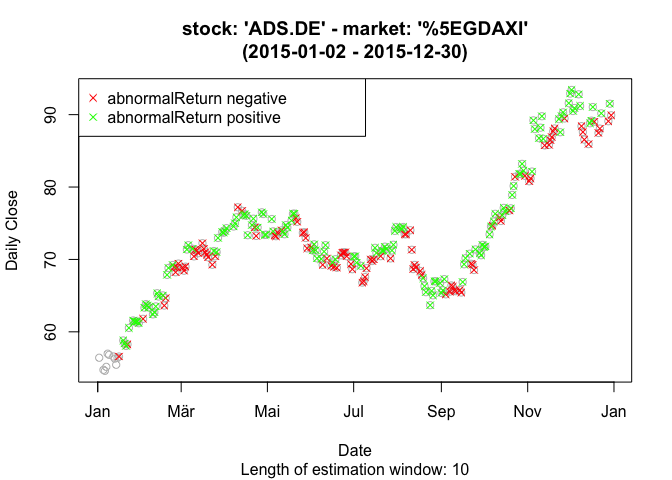 stock: 'ADS.DE' - market: '%5EGDAXI'
(2015-01-02 - 2015-12-30)
abnormalReturn negative
abnormalReturn positive
Daily Close
90
80
70
60
Jan Mär Mai Jul Sep Nov Jan
Date
Length of estimation window: 10